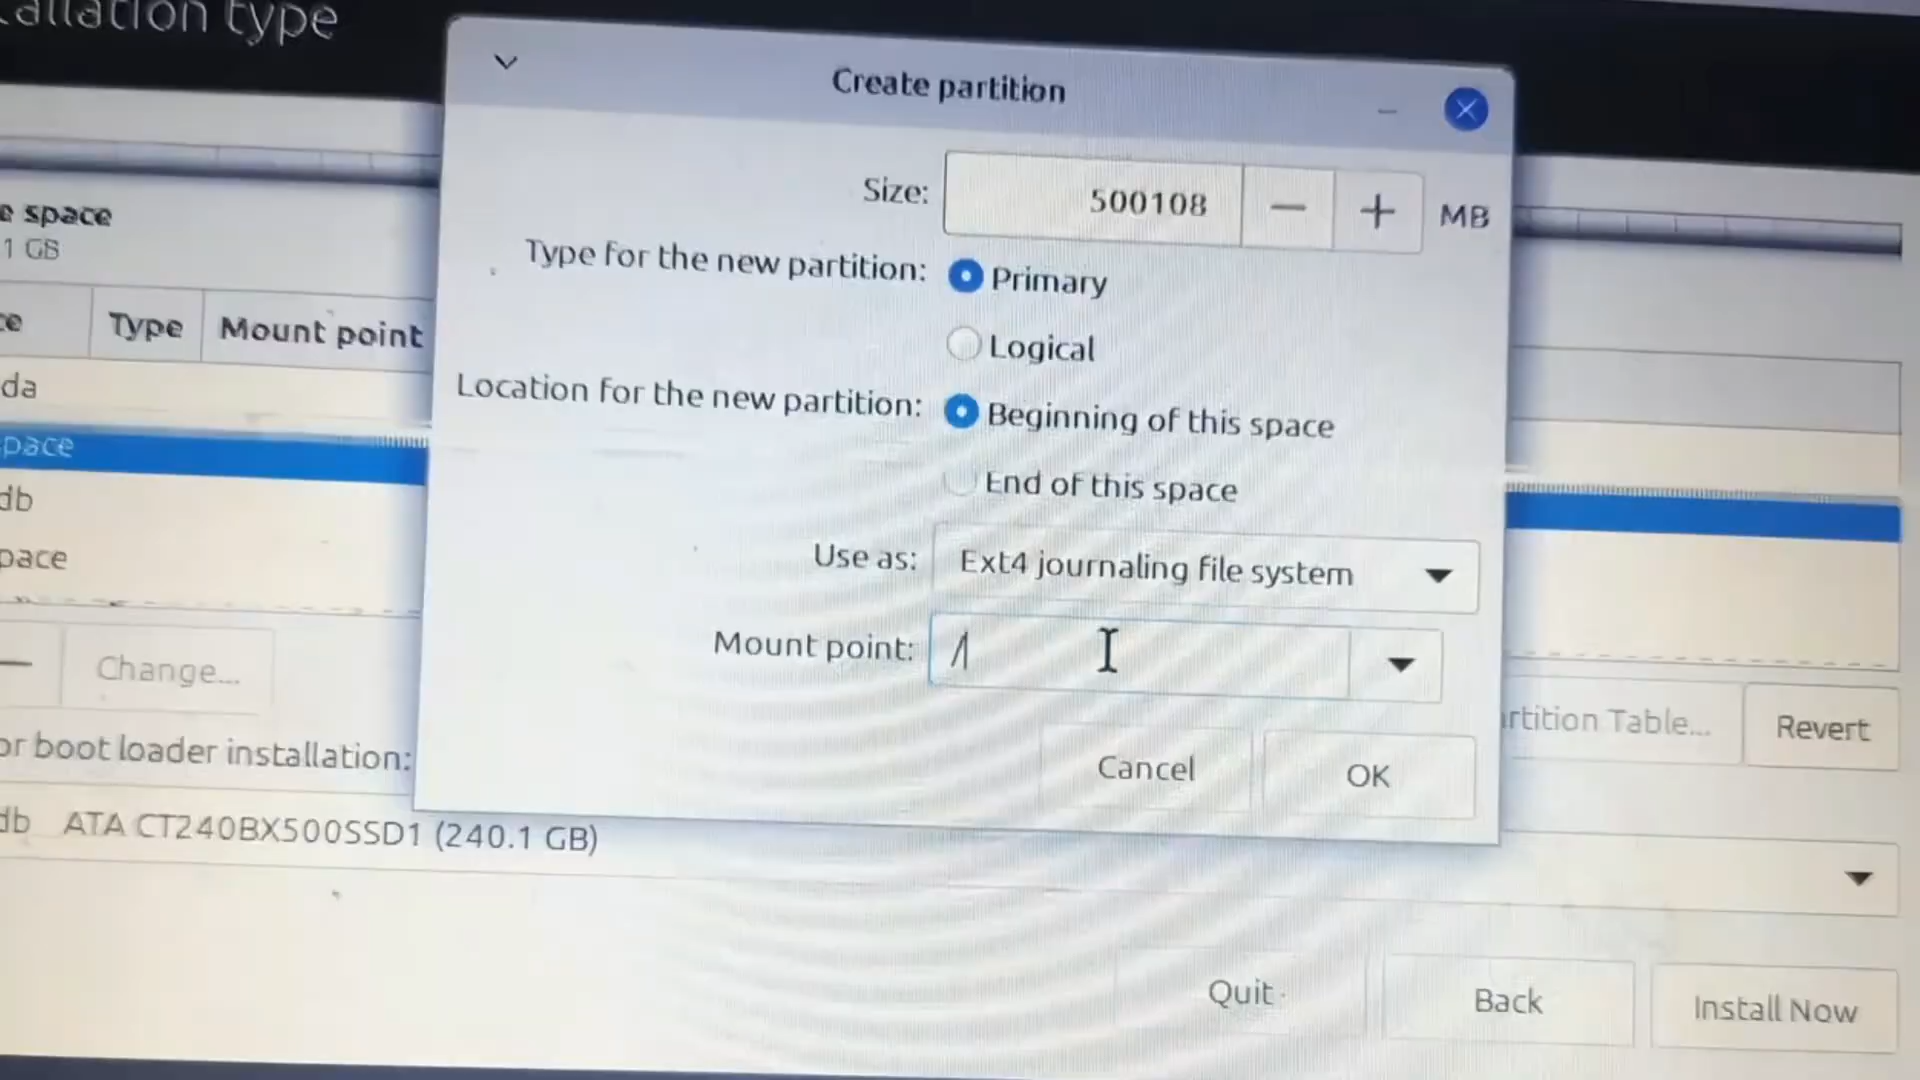 allation type
Create partition
Size: 500108 MB
Type for the new partition: Primary
Logical
Location for the new partition: Beginning of this space
End of this space
Use as: Ext4 journaling file system
Mount point: /
Cancel OK
e space
1 GB
ce Type Mount point
da
space
db
pace
Change...
artition Table... Revert
or boot loader installation:
db ATA CT240BX500SSD1 (240.1 GB)
Quit Back Install Now